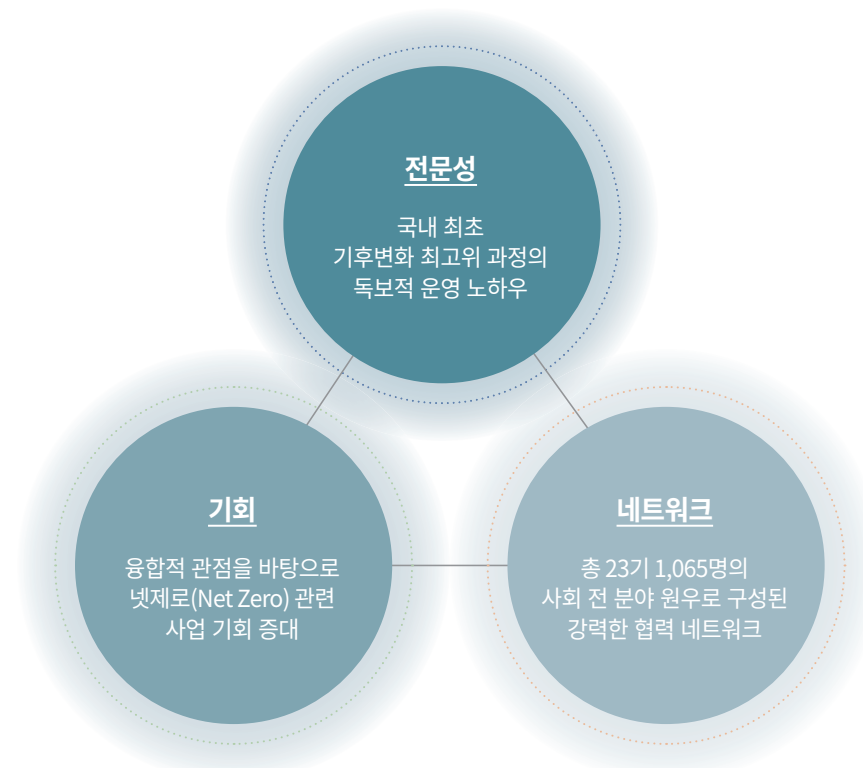 전문성
국내 최초
기후변화 최고위 과정의
독보적 운영 노하우
기회
융합적 관점을 바탕으로
넷제로(Net Zero) 관련
사업 기회 증대
네트워크
총 23기 1,065명의
사회 전 분야 원우로 구성된
강력한 협력 네트워크